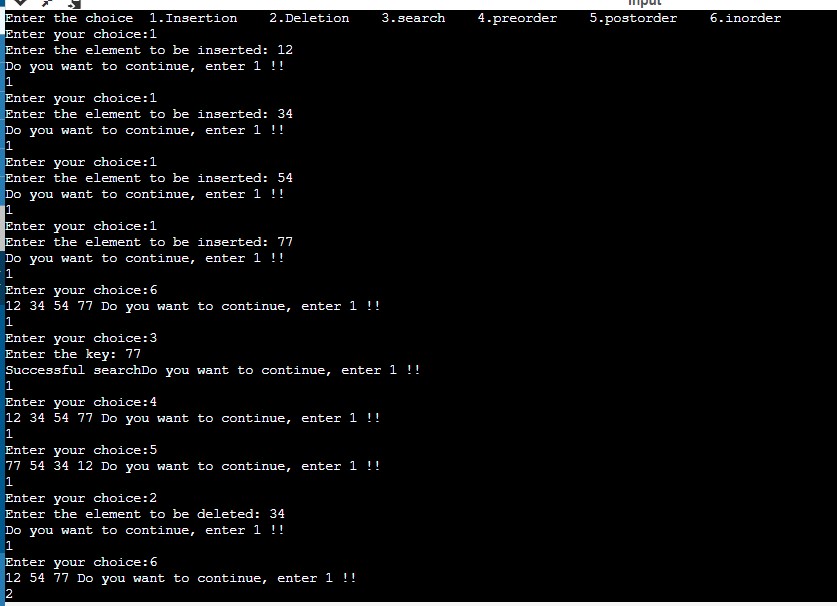 input
Enter the choice  1.Insertion    2.Deletion    3.search    4.preorder    5.postorder    6.inorder
Enter your choice:1
Enter the element to be inserted: 12
Do you want to continue, enter 1 !!
1
Enter your choice:1
Enter the element to be inserted: 34
Do you want to continue, enter 1 !!
1
Enter your choice:1
Enter the element to be inserted: 54
Do you want to continue, enter 1 !!
1
Enter your choice:1
Enter the element to be inserted: 77
Do you want to continue, enter 1 !!
1
Enter your choice:6
12 34 54 77 Do you want to continue, enter 1 !!
1
Enter your choice:3
Enter the key: 77
Successful searchDo you want to continue, enter 1 !!
1
Enter your choice:4
12 34 54 77 Do you want to continue, enter 1 !!
1
Enter your choice:5
77 54 34 12 Do you want to continue, enter 1 !!
1
Enter your choice:2
Enter the element to be deleted: 34
Do you want to continue, enter 1 !!
1
Enter your choice:6
12 54 77 Do you want to continue, enter 1 !!
2